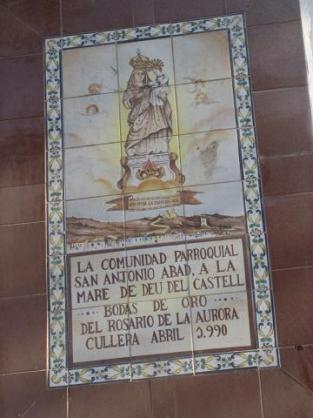 LA COMUNIDAD PARROQUIAL
SAN ANTONIO ABAD, A LA
MARE DE DEU DEL CASTELL
BODAS DE ORO
DEL ROSARIO DE LA AURORA
CULLERA ABRIL 1.990